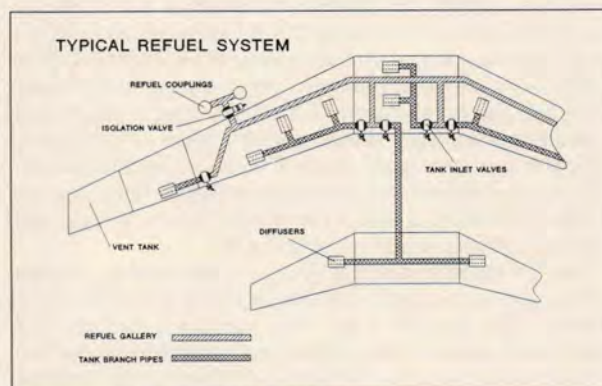 TYPICAL REFUEL SYSTEM
REFUEL COUPLINGS
ISOLATION VALVE
TANK INLET VALVES
VENT TANK
DIFFUSERS
REFUEL GALLERY
TANK BRANCH PIPES